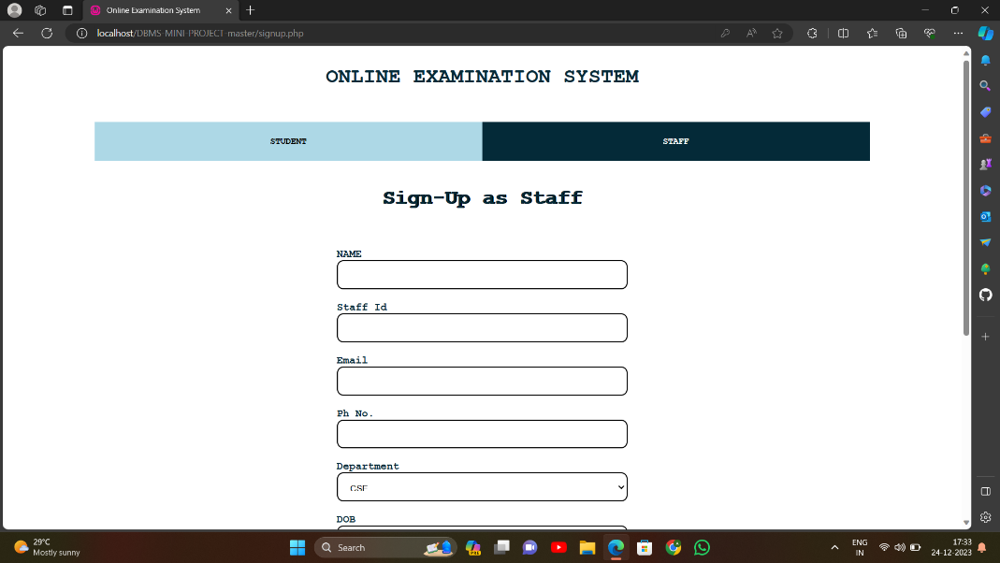 Online Examination System
localhost/DBMS-MINI-PROJECT-master/signup.php
ONLINE EXAMINATION SYSTEM
STUDENT
STAFF
Sign-Up as Staff
NAME
Staff Id
Email
Ph No.
Department
CSE
DOB
29°C
Mostly sunny
Search
ENG
IN
17:33
24-12-2023